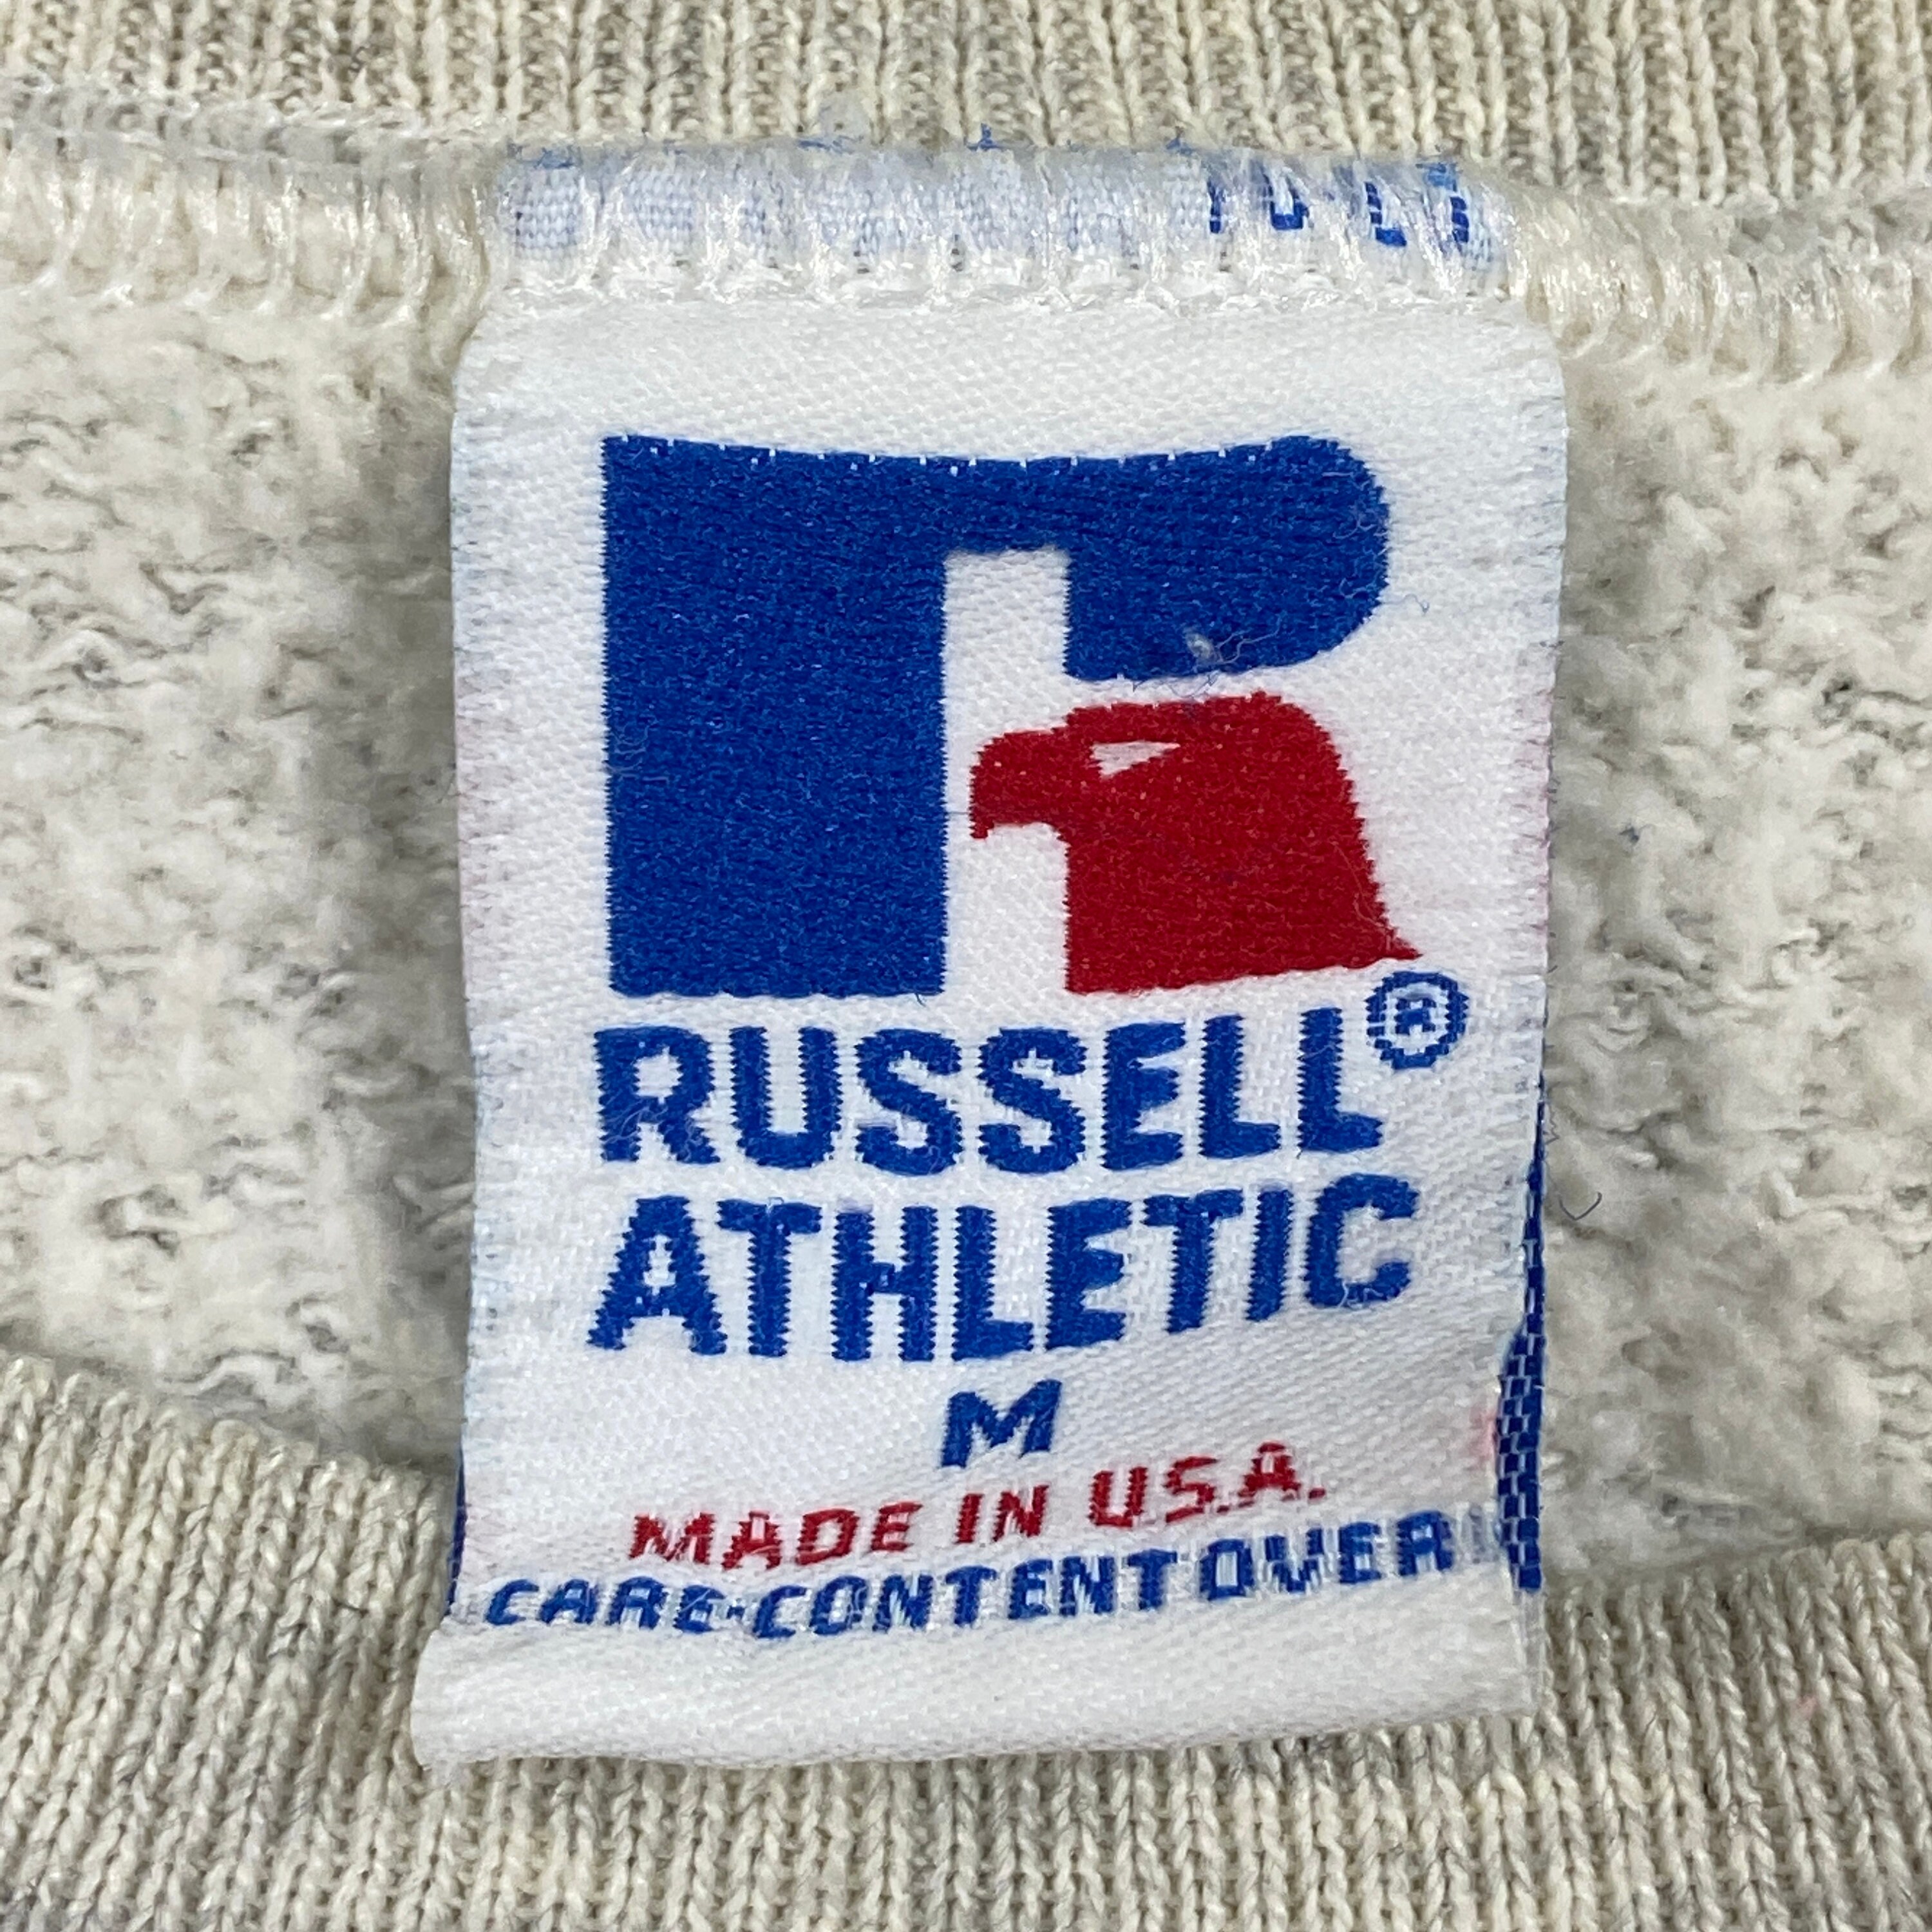 RUSSELL®
ATHLETIC
M
MADE IN U.S.A.
CARE·CONTENT OVER